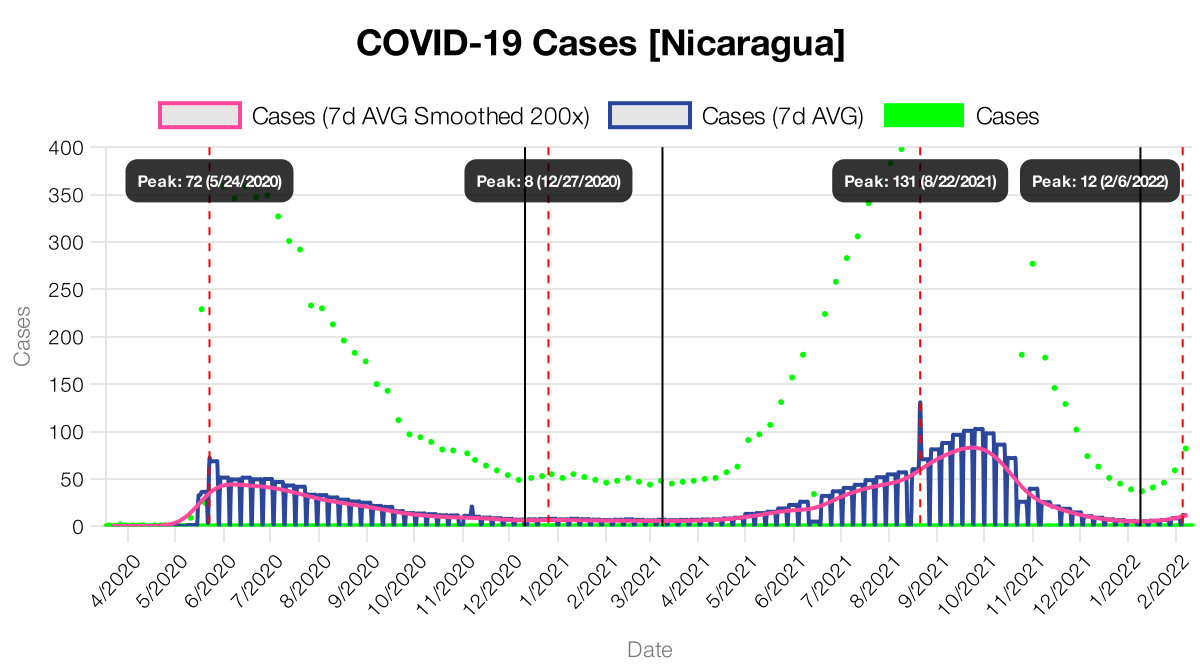 COVID-19 Cases [Nicaragua]
Cases (7d AVG Smoothed 200x) Cases (7d AVG) Cases
400
Peak: 72 (5/24/2020) Peak: 8 (12/27/2020) Peak: 131 (8/22/2021) Peak: 12 (2/6/2022)
350
300
250
200
150
100
50
0
Cases
4/2020 5/2020 6/2020 7/2020 8/2020 9/2020 10/2020 11/2020 12/2020 1/2021 2/2021 3/2021 4/2021 5/2021 6/2021 7/2021 8/2021 9/2021 10/2021 11/2021 12/2021 1/2022 2/2022
Date